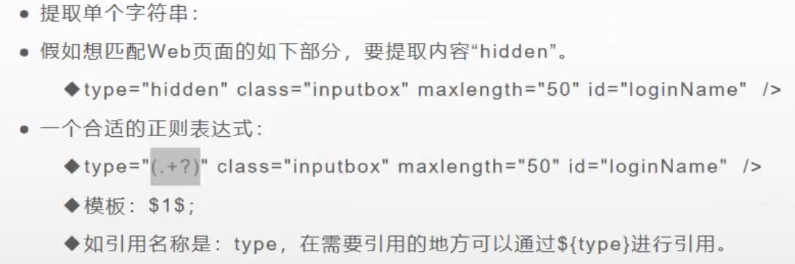 ● 提取单个字符串：
● 假如想匹配Web页面的如下部分，要提取内容“hidden”。
◆type="hidden" class="inputbox" maxlength="50" id="loginName" />
● 一个合适的正则表达式：
◆type="(.+?)" class="inputbox" maxlength="50" id="loginName" />
◆模板：$1$；
◆如引用名称是：type，在需要引用的地方可以通过${type}进行引用。